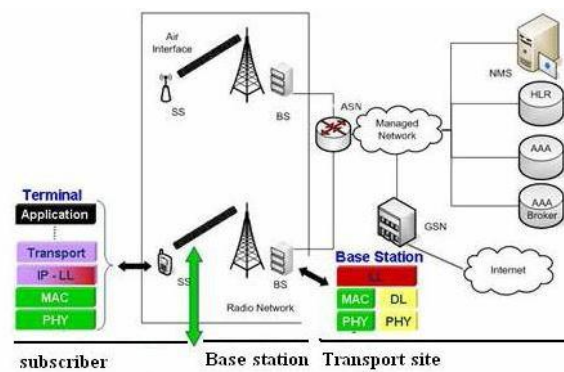 Air
Interface
SS
BS
ASN
Managed
Network
NMS
HLR
AAA
AAA
Broker
GSN
Internet
Terminal
Application
Transport
IP - LL
MAC
PHY
SS
BS
Radio Network
Base Station
LL
MAC DL
PHY PHY
subscriber
Base station
Transport site